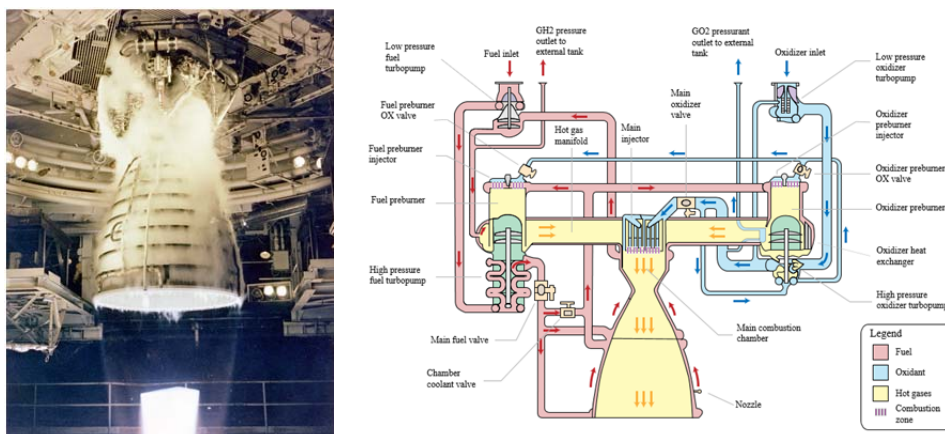 Low pressure
fuel turbopump
Fuel inlet
GH2 pressure
outlet to
external tank
GO2 pressurant
outlet to external
tank
Oxidizer inlet
Low pressure
oxidizer
turbopump
Fuel preburner
OX valve
Hot gas
manifold
Main
injector
Main
oxidizer
valve
Oxidizer
preburner
injector
Fuel preburner
injector
Oxidizer preburner
OX valve
Fuel preburner
Oxidizer preburner
Oxidizer heat
exchanger
High pressure
fuel turbopump
High pressure
oxidizer turbopump
Main fuel valve
Main combustion
chamber
Chamber
coolant valve
Nozzle
Legend
Fuel
Oxidant
Hot gases
Combustion
zone